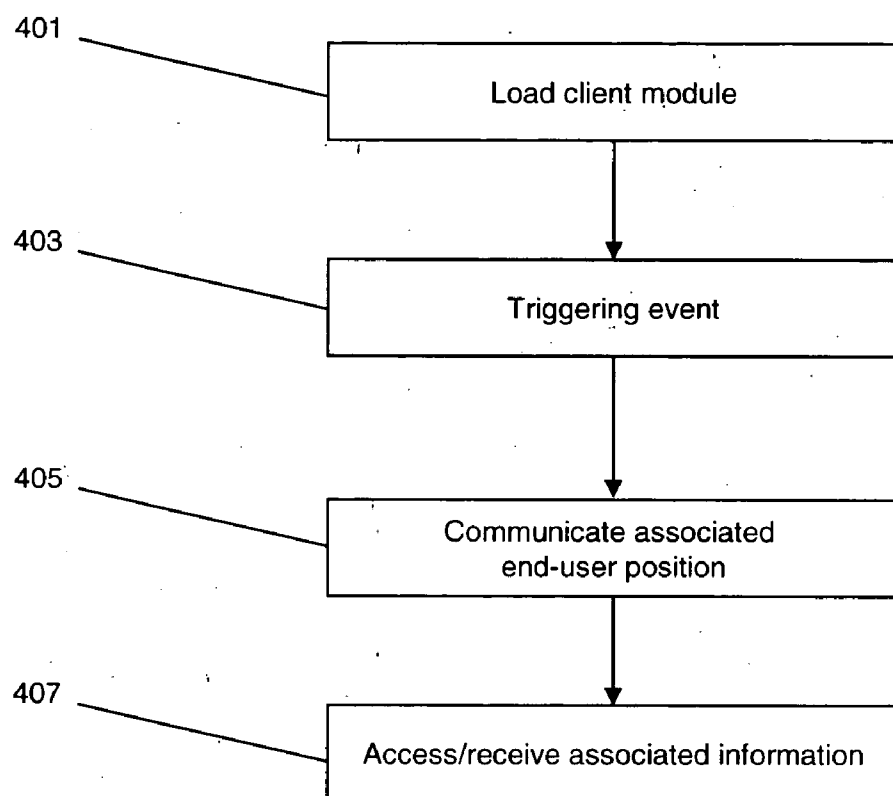 401
Load client module
403
Triggering event
405
Communicate associated
end-user position
407
Access/receive associated information